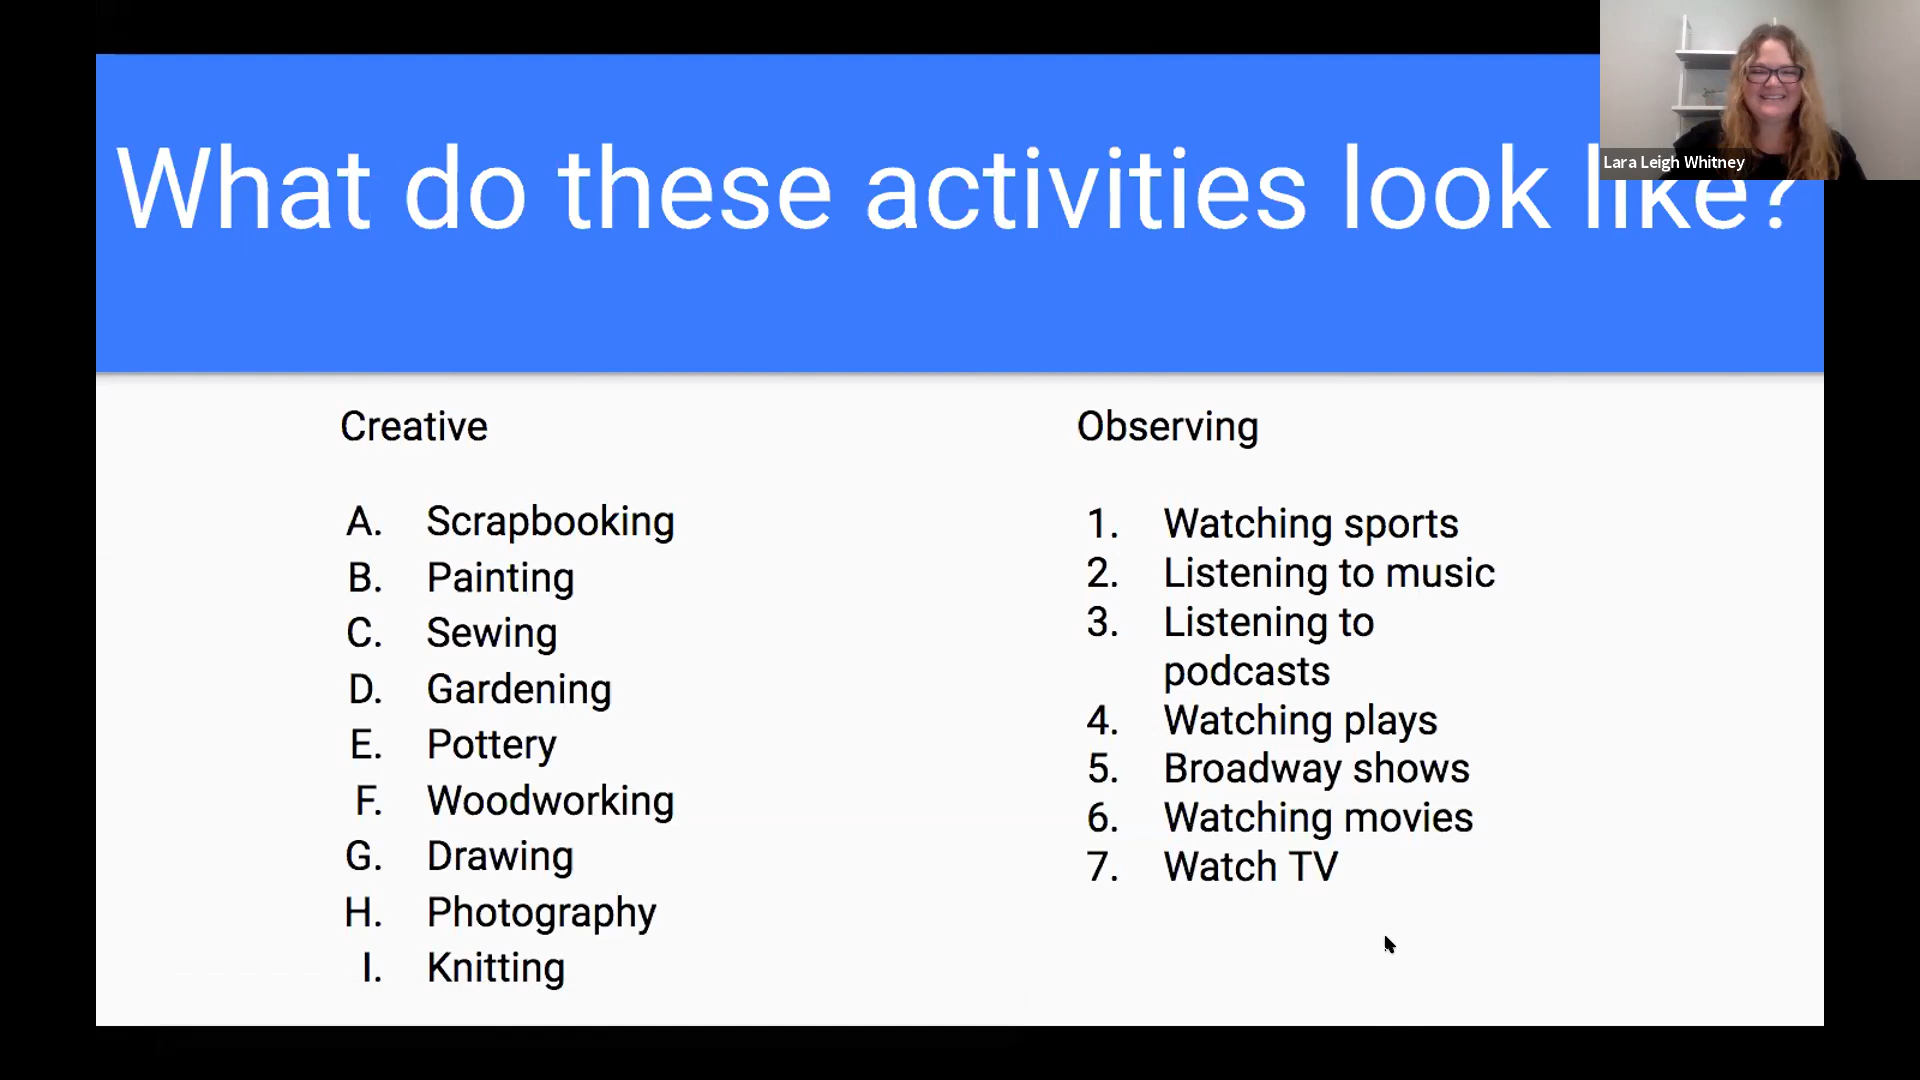 What do these activities look like?
Lara Leigh Whitney
Creative
A. Scrapbooking
B. Painting
C. Sewing
D. Gardening
E. Pottery
F. Woodworking
G. Drawing
H. Photography
I. Knitting
Observing
1. Watching sports
2. Listening to music
3. Listening to
podcasts
4. Watching plays
5. Broadway shows
6. Watching movies
7. Watch TV